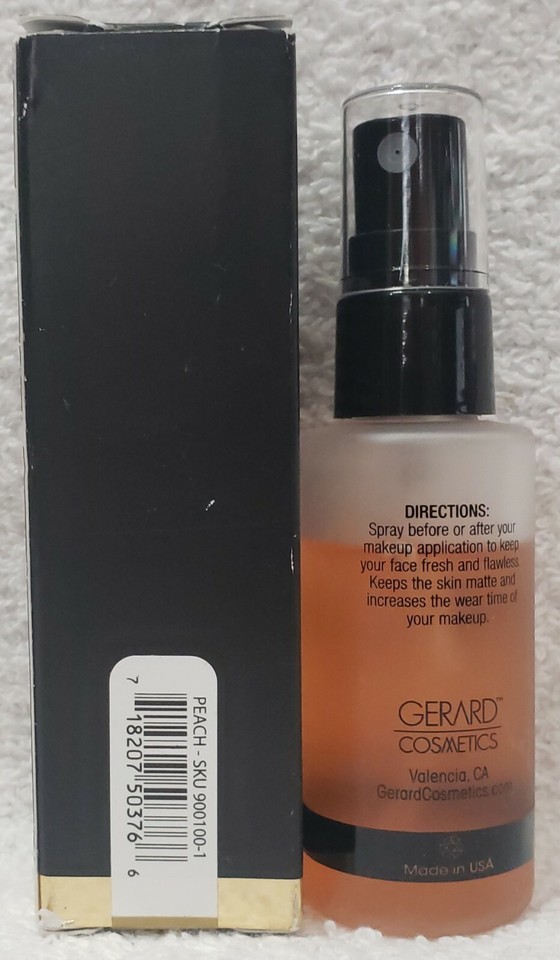 PEACH - SKU 900100-1
7 18207 50376 6
DIRECTIONS:
Spray before or after your
makeup application to keep
your face fresh and flawless.
Keeps the skin matte and
increases the wear time of
your makeup.
GERARD™
COSMETICS
Valencia, CA
GerardCosmetics.com
Made in USA